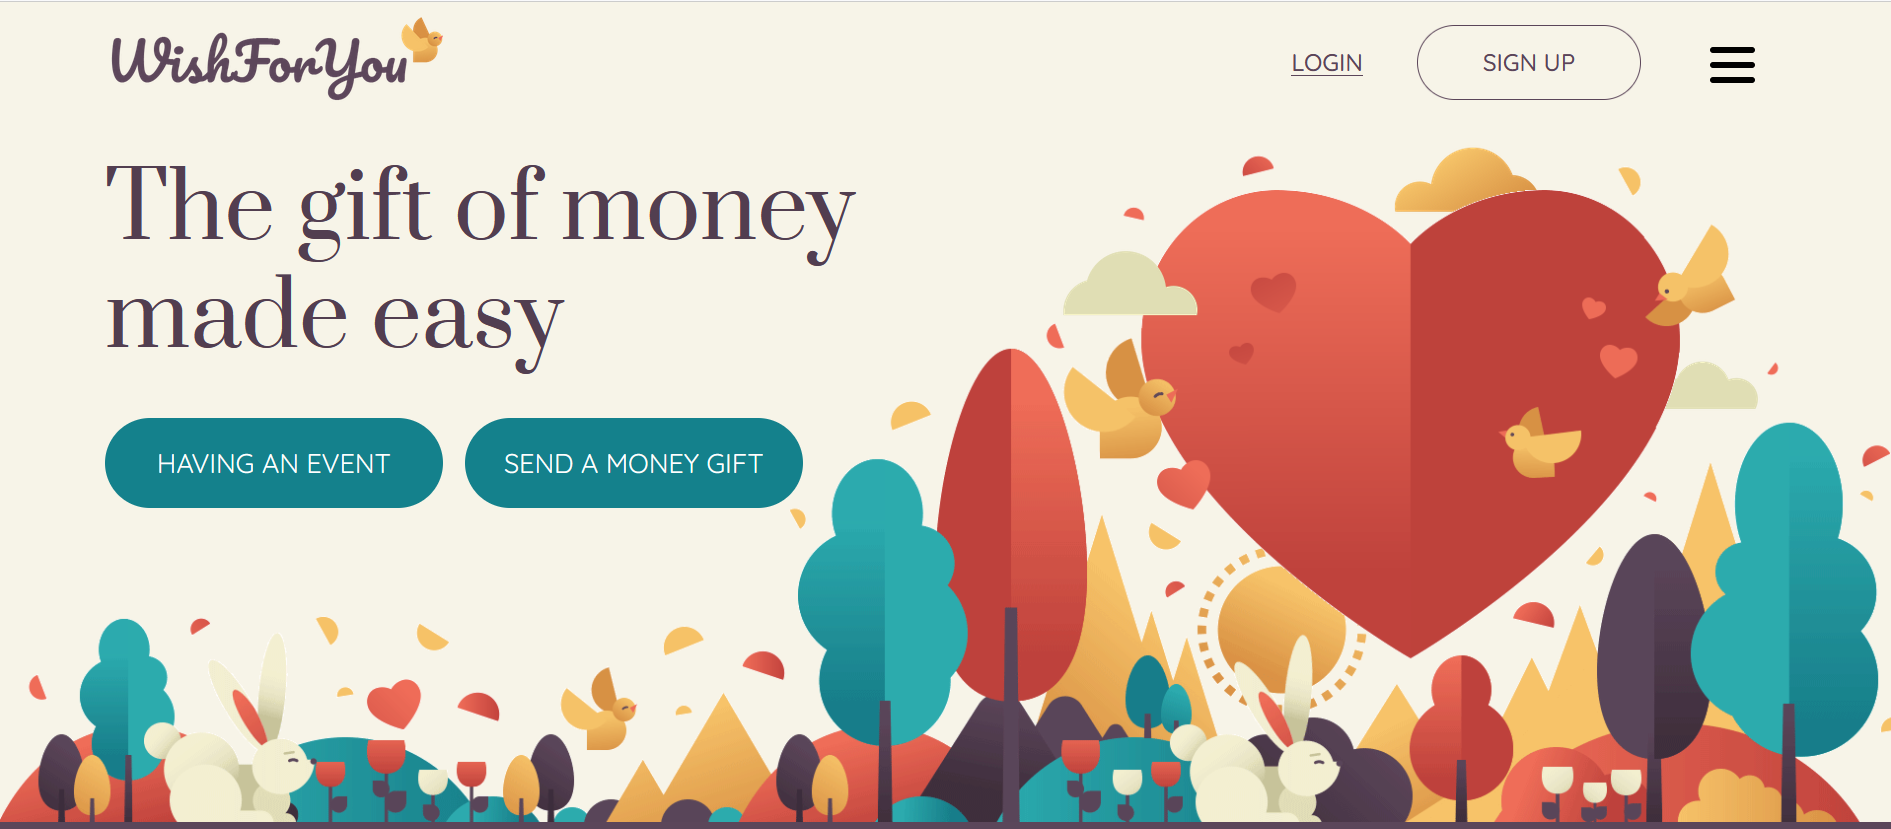 WishForYou
LOGIN
SIGN UP
The gift of money
made easy
HAVING AN EVENT
SEND A MONEY GIFT